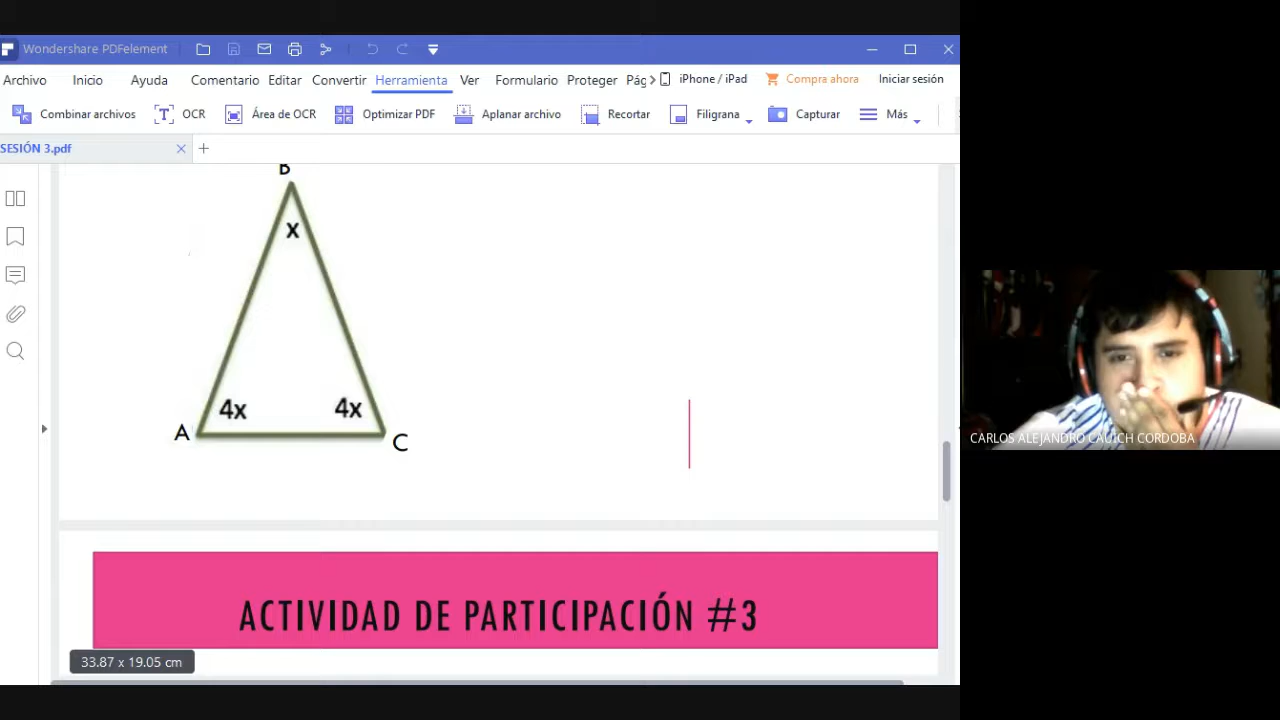 Wondershare PDFelement
Archivo Inicio Ayuda Comentario Editar Convertir Herramienta Ver Formulario Proteger Pág iPhone / iPad Compra ahora Iniciar sesión
Combinar archivos OCR Área de OCR Optimizar PDF Aplanar archivo Recortar Filigrana Capturar Más
SESIÓN 3.pdf
B
x
4x 4x
A C
CARLOS ALEJANDRO CAUICH CORDOBA
ACTIVIDAD DE PARTICIPACIÓN #3
33.87 x 19.05 cm